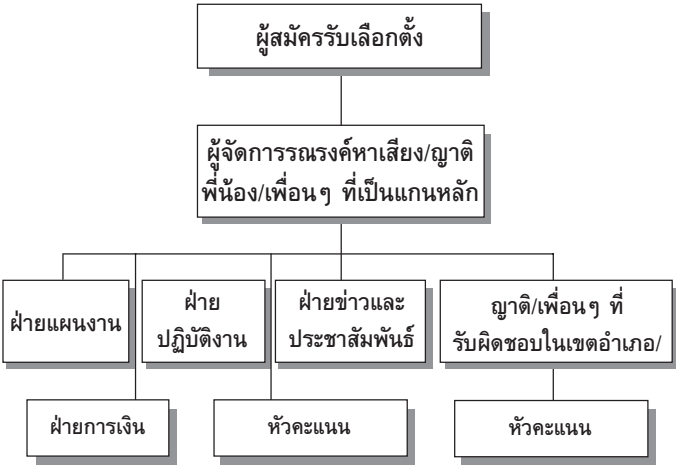 ผู้สมัครรับเลือกตั้ง
ผู้จัดการรณรงค์หาเสียง/ญาติ
พี่น้อง/เพื่อนๆ ที่เป็นแกนหลัก
ฝ่ายแผนงาน
ฝ่าย
ปฏิบัติงาน
ฝ่ายข่าวและ
ประชาสัมพันธ์
ญาติ/เพื่อนๆ ที่
รับผิดชอบในเขตอำเภอ/
ฝ่ายการเงิน
หัวคะแนน
หัวคะแนน